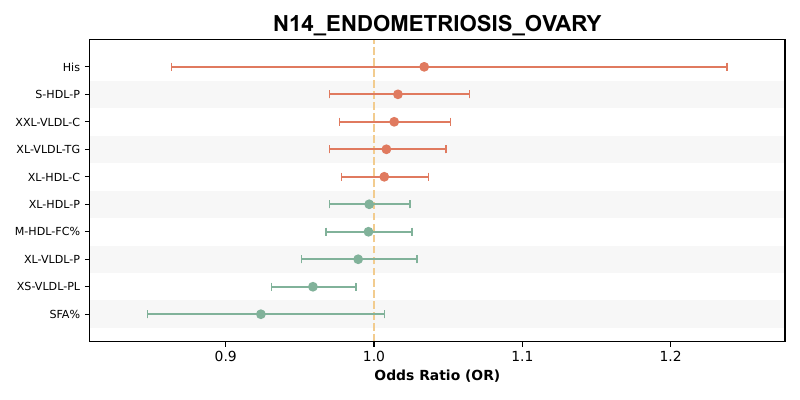 N14_ENDOMETRIOSIS_OVARY
His
S-HDL-P
XXL-VLDL-C
XL-VLDL-TG
XL-HDL-C
XL-HDL-P
M-HDL-FC%
XL-VLDL-P
XS-VLDL-PL
SFA%
0.9 1.0 1.1 1.2
Odds Ratio (OR)